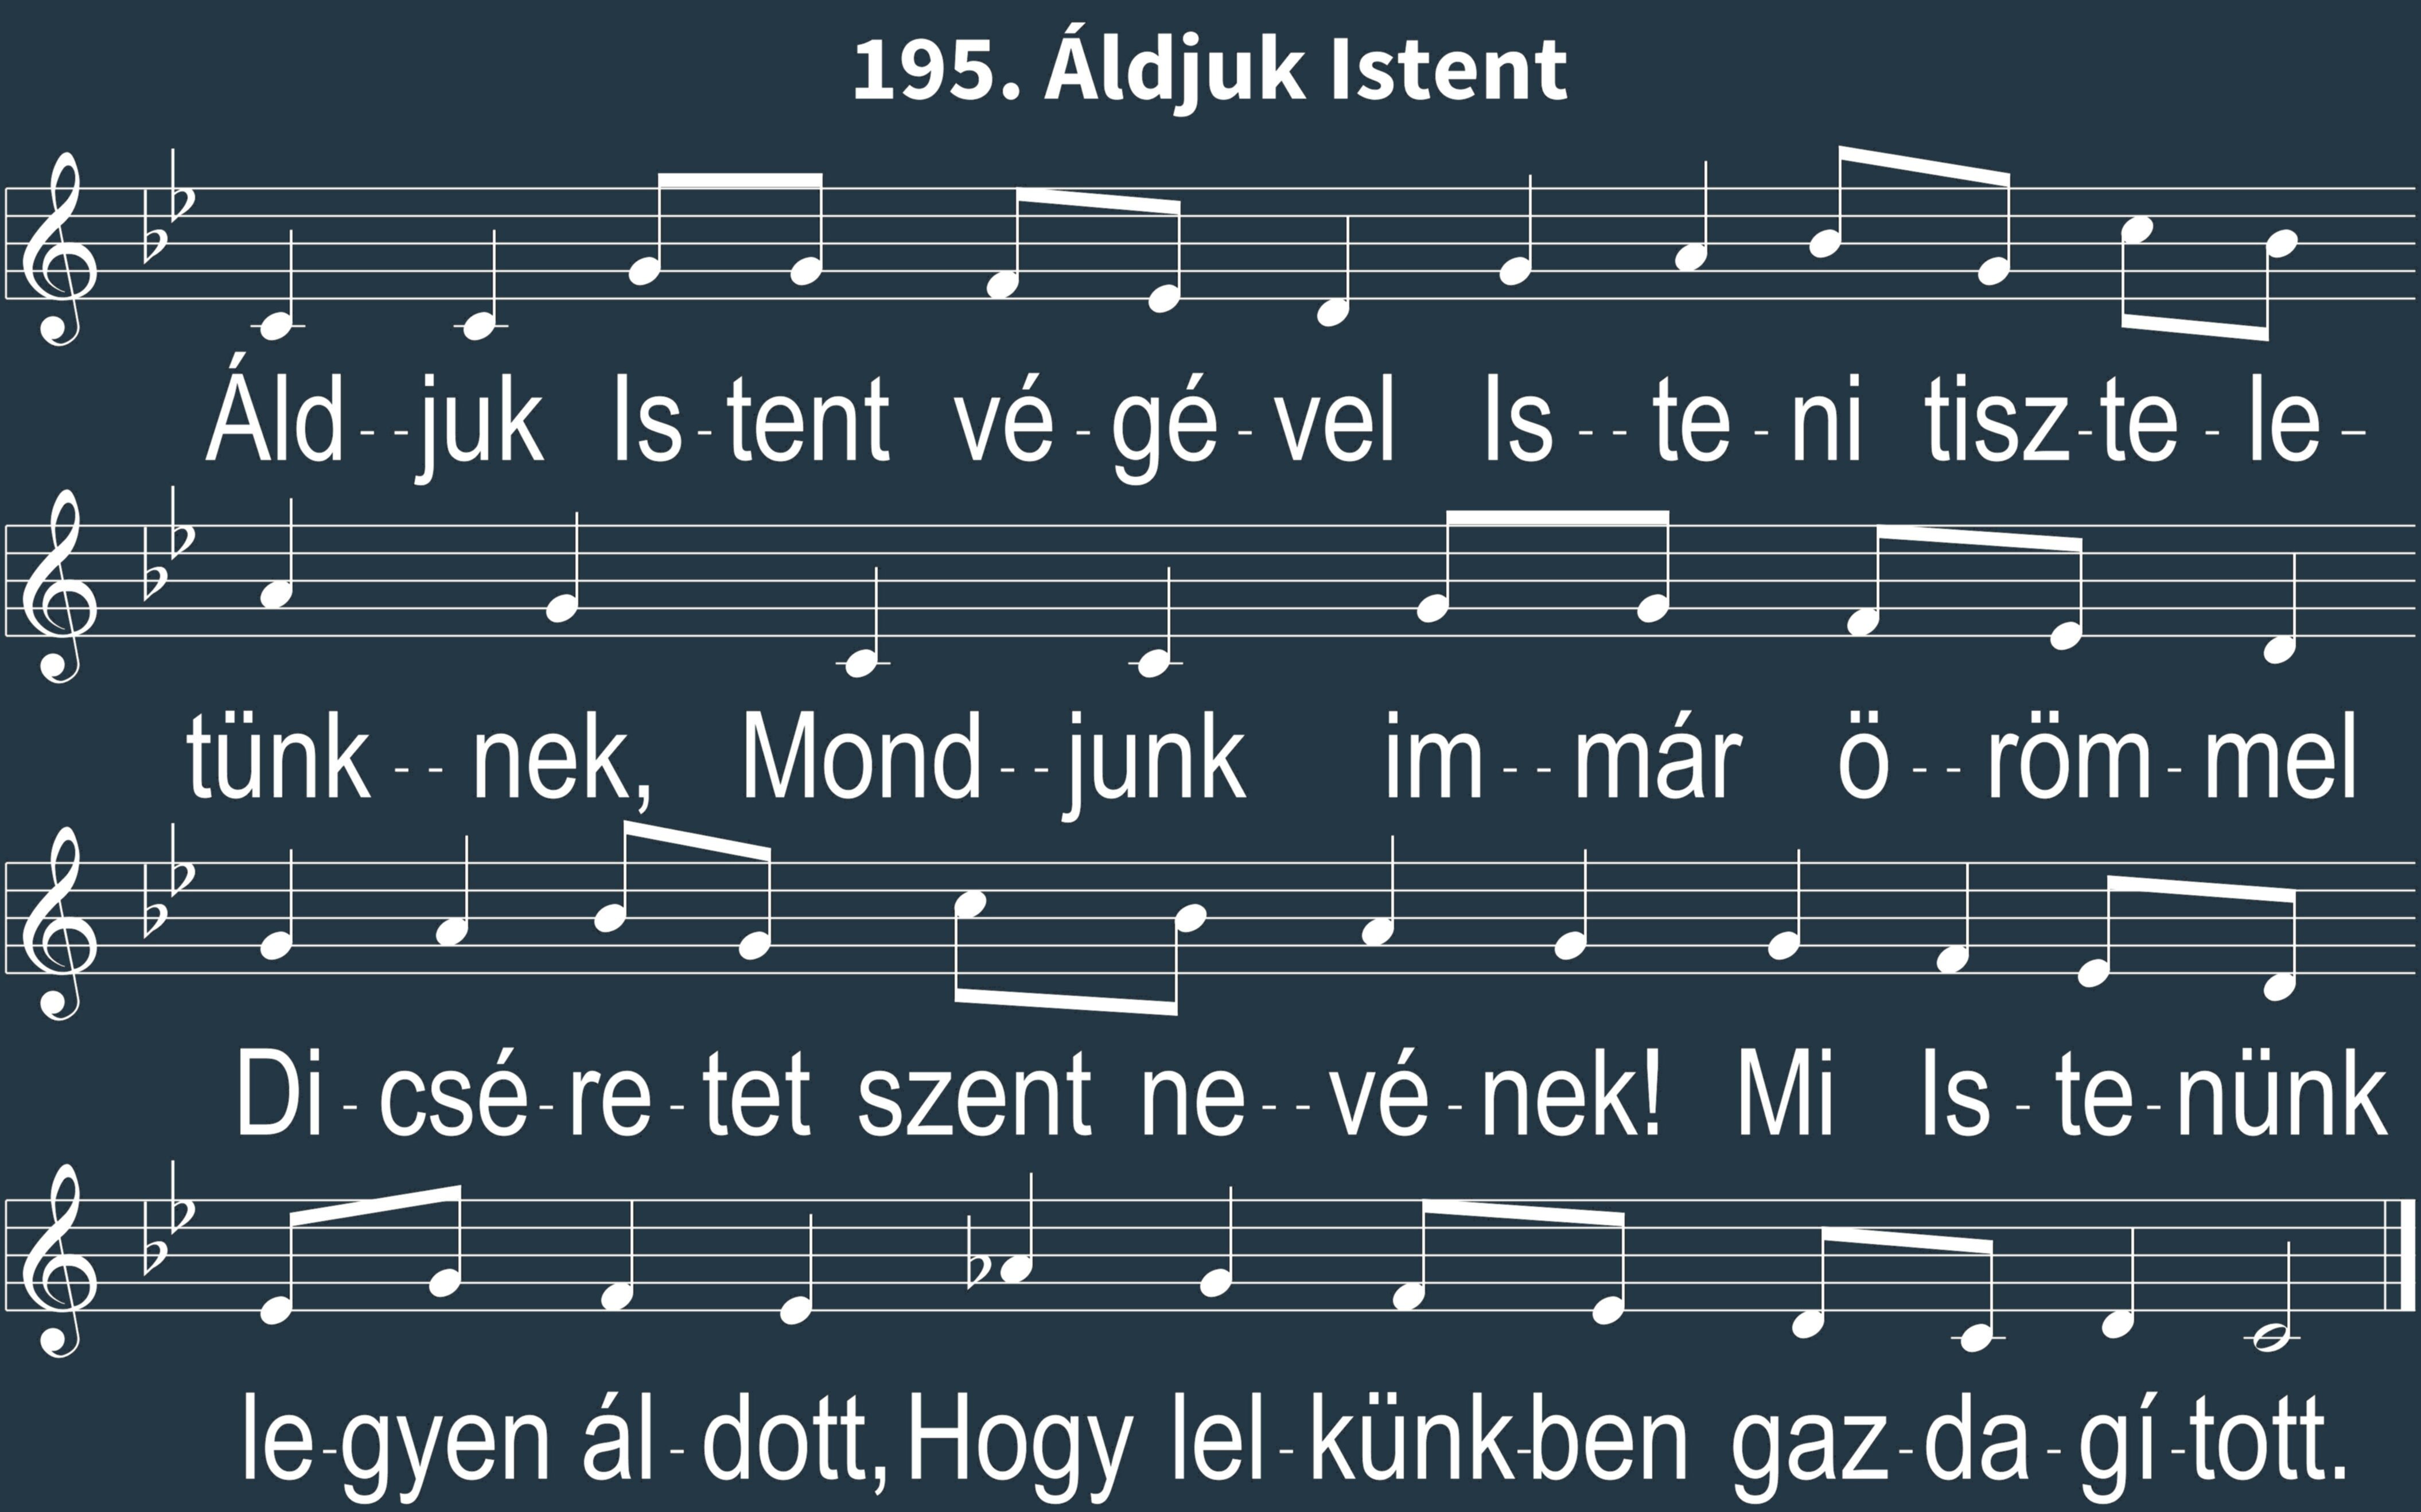 195. Áldjuk Istent
Áld--juk Is-tent vé-gé-vel Is--te-ni tisz-te-le-
tünk--nek, Mond--junk im--már ö--röm-mel
Di-csé-re-tet szent ne--vé-nek! Mi Is-te-nünk
le-gyen ál-dott, Hogy lel-künk-ben gaz-da-gí-tott.